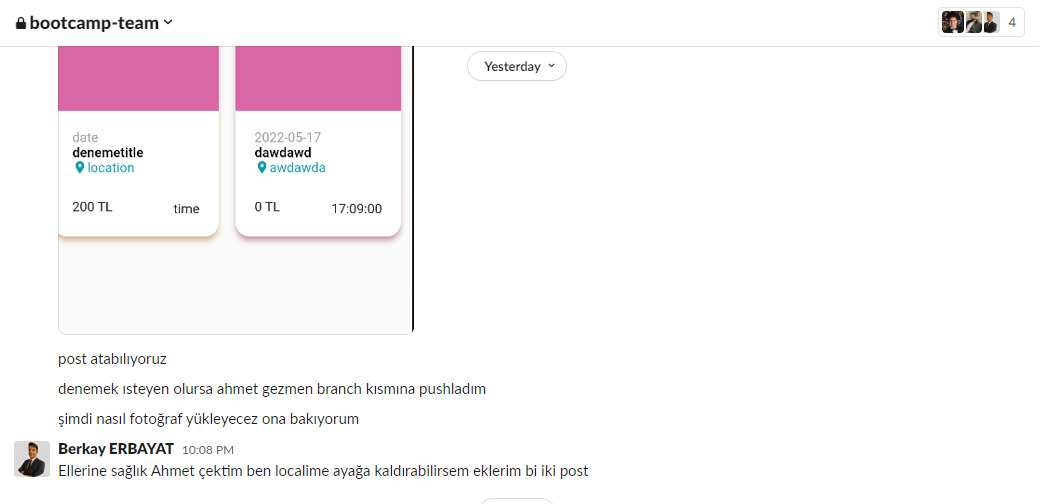 bootcamp-team
4
Yesterday
date
denemetitle
location
200 TL
time
2022-05-17
dawdawd
awdawda
0 TL
17:09:00
post atabılıyoruz
denemek ısteyen olursa ahmet gezmen branch kısmına pushladım
şimdi nasıl fotoğraf yükleyecez ona bakıyorum
Berkay ERBAYAT 10:08 PM
Ellerine sağlık Ahmet çektim ben localime ayağa kaldırabilirsem eklerim bi iki post